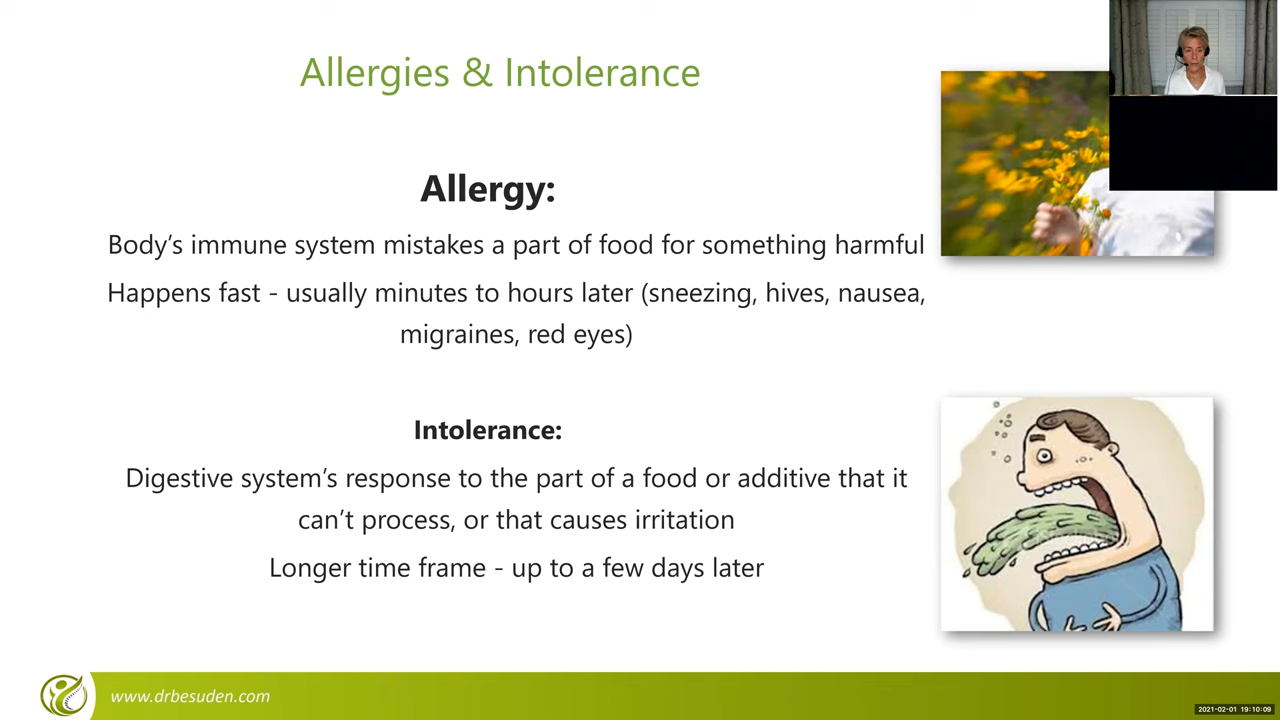 Allergies & Intolerance
Allergy:
Body’s immune system mistakes a part of food for something harmful
Happens fast - usually minutes to hours later (sneezing, hives, nausea,
migraines, red eyes)
Intolerance:
Digestive system’s response to the part of a food or additive that it
can’t process, or that causes irritation
Longer time frame - up to a few days later
www.drbesuden.com
2021-02-01 19:10:09